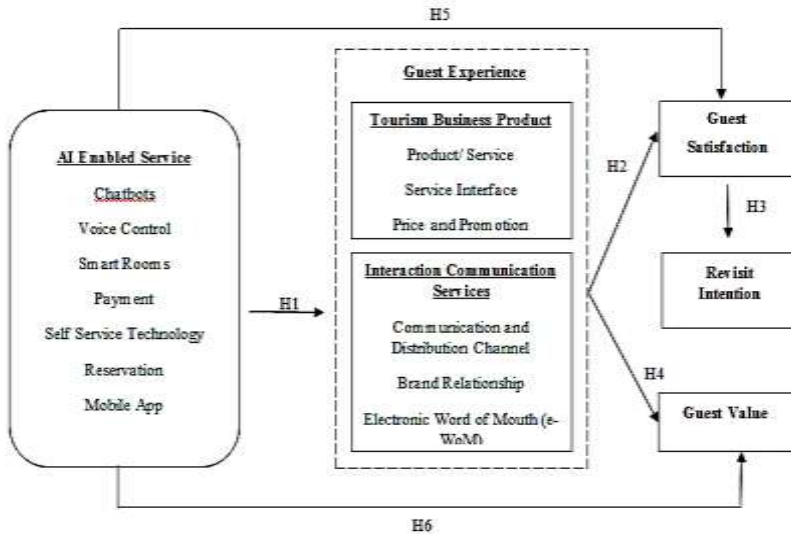 H5
AI Enabled Service
Chatbots
Voice Control
Smart Rooms
Payment
Self Service Technology
Reservation
Mobile App
H1
Guest Experience
Tourism Business Product
Product/ Service
Service Interface
Price and Promotion
Interaction Communication
Services
Communication and
Distribution Channel
Brand Relationship
Electronic Word of Mouth (e-
WoM)
H2
Guest
Satisfaction
H3
Revisit
Intention
H4
Guest Value
H6